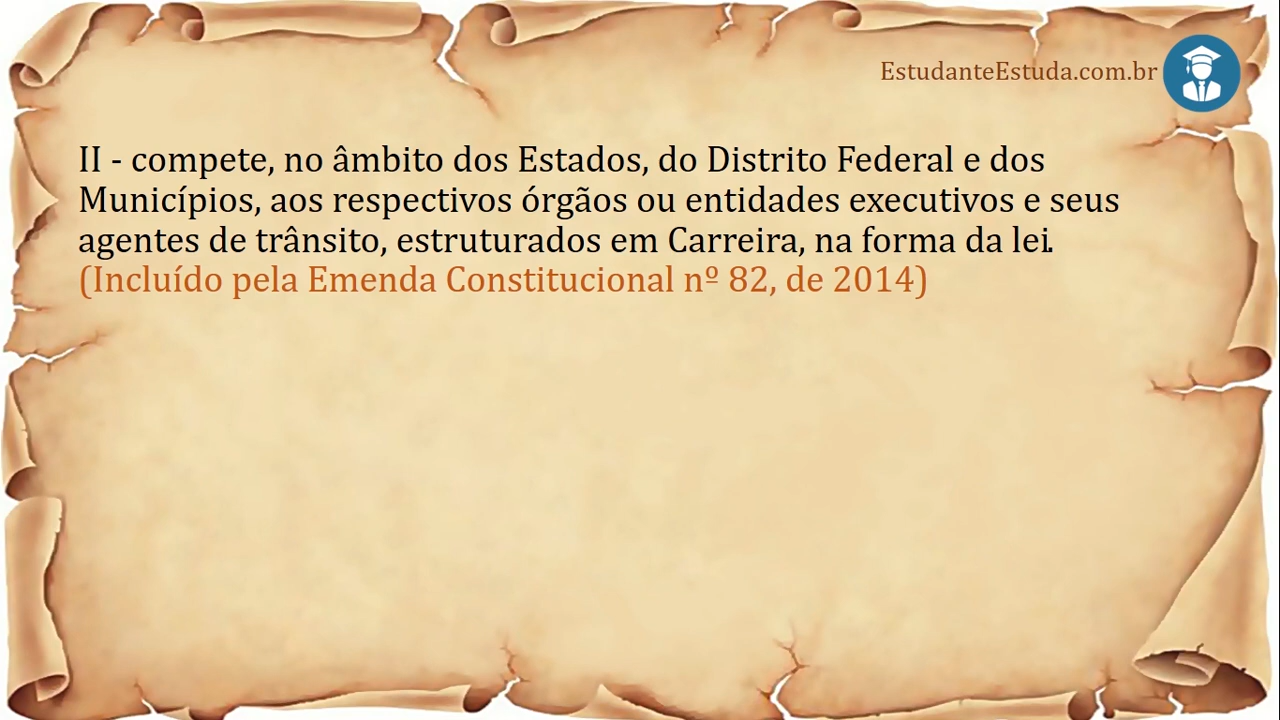 EstudanteEstuda.com.br
II - compete, no âmbito dos Estados, do Distrito Federal e dos
Municípios, aos respectivos órgãos ou entidades executivos e seus
agentes de trânsito, estruturados em Carreira, na forma da lei.
(Incluído pela Emenda Constitucional nº 82, de 2014)